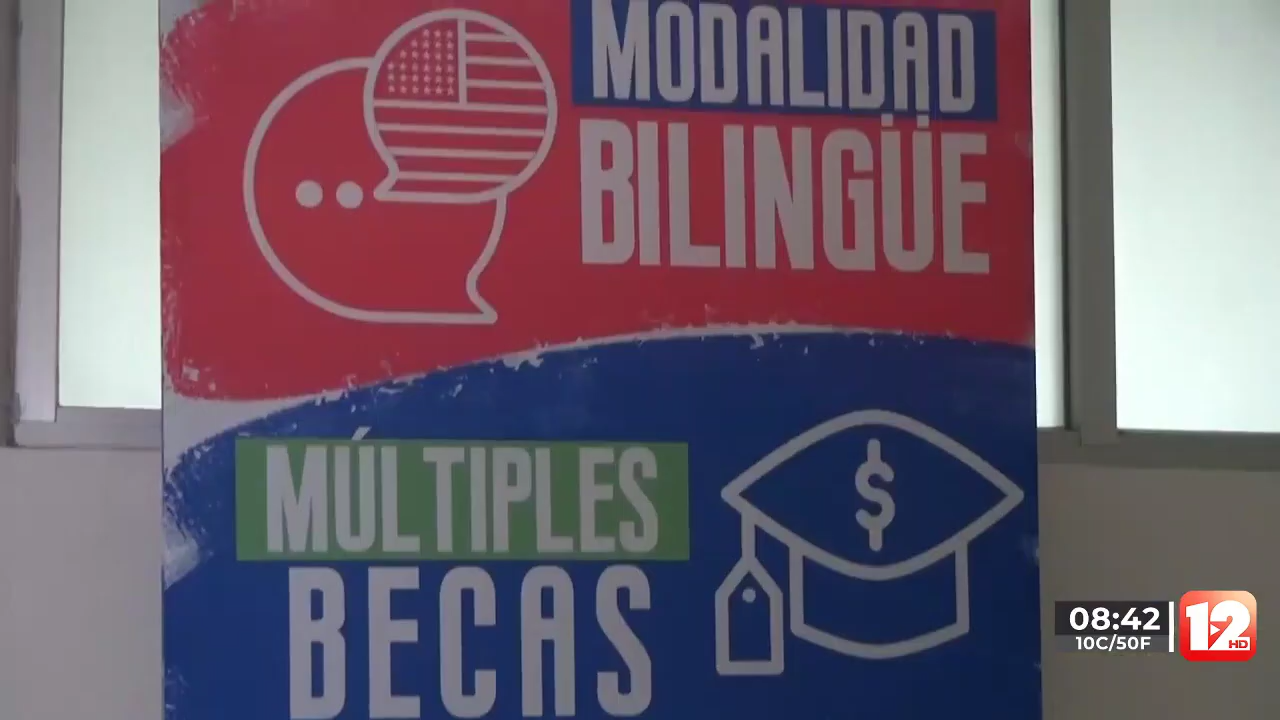 MODALIDAD
BILINGÜE
$
MÚLTIPLES
BECAS
08:42
10C/50F
12
HD